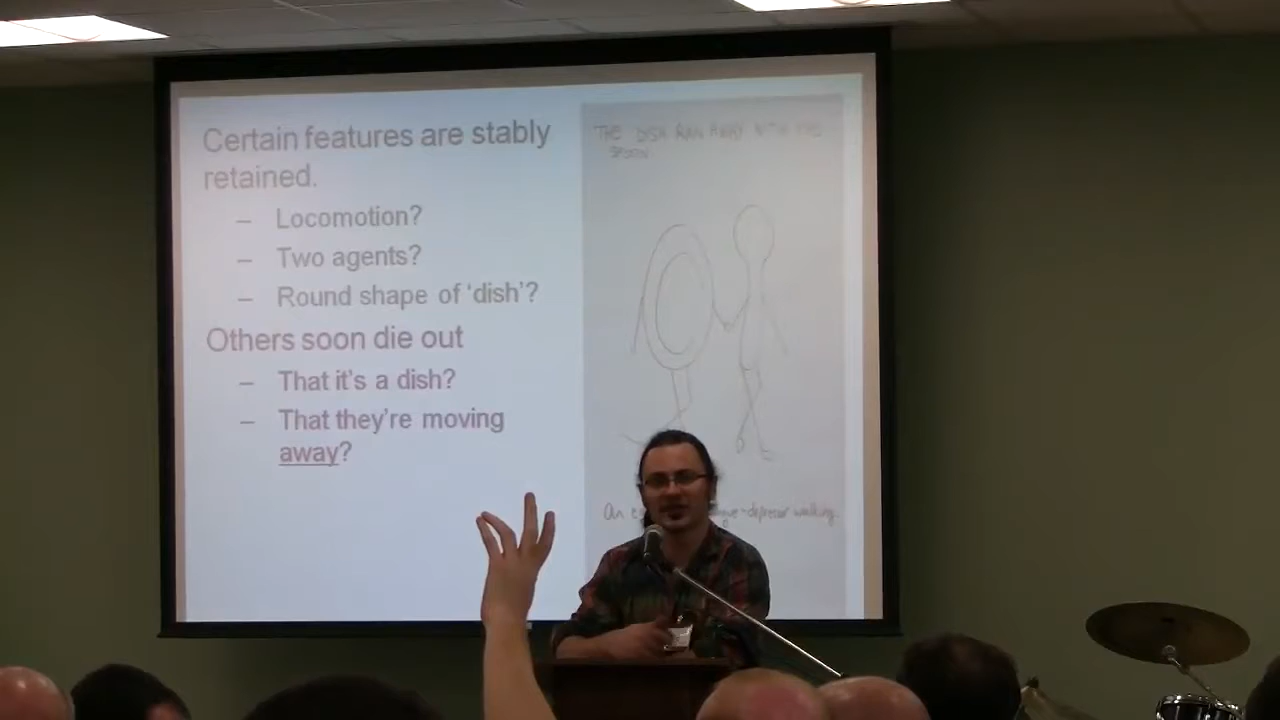 Certain features are stably
retained.
– Locomotion?
– Two agents?
– Round shape of ‘dish’?
Others soon die out
– That it’s a dish?
– That they’re moving
away?
THE DISH RAN AWAY WITH THE
SPOON
An walking